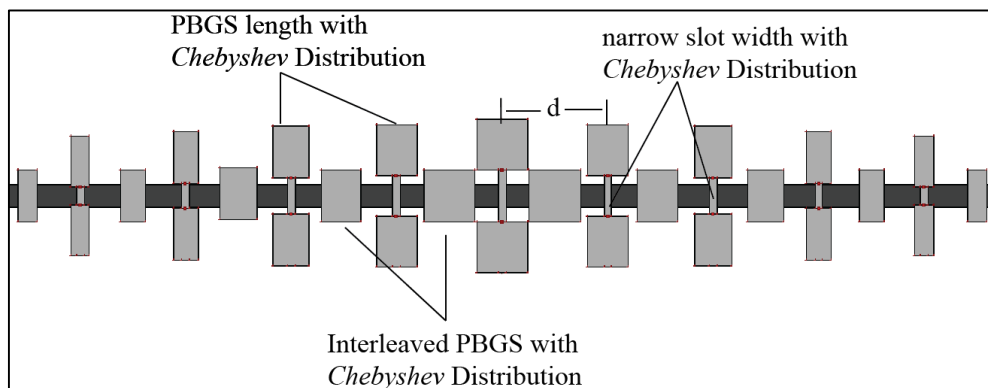 PBGS length with
Chebyshev Distribution
narrow slot width with
Chebyshev Distribution
d
Interleaved PBGS with
Chebyshev Distribution